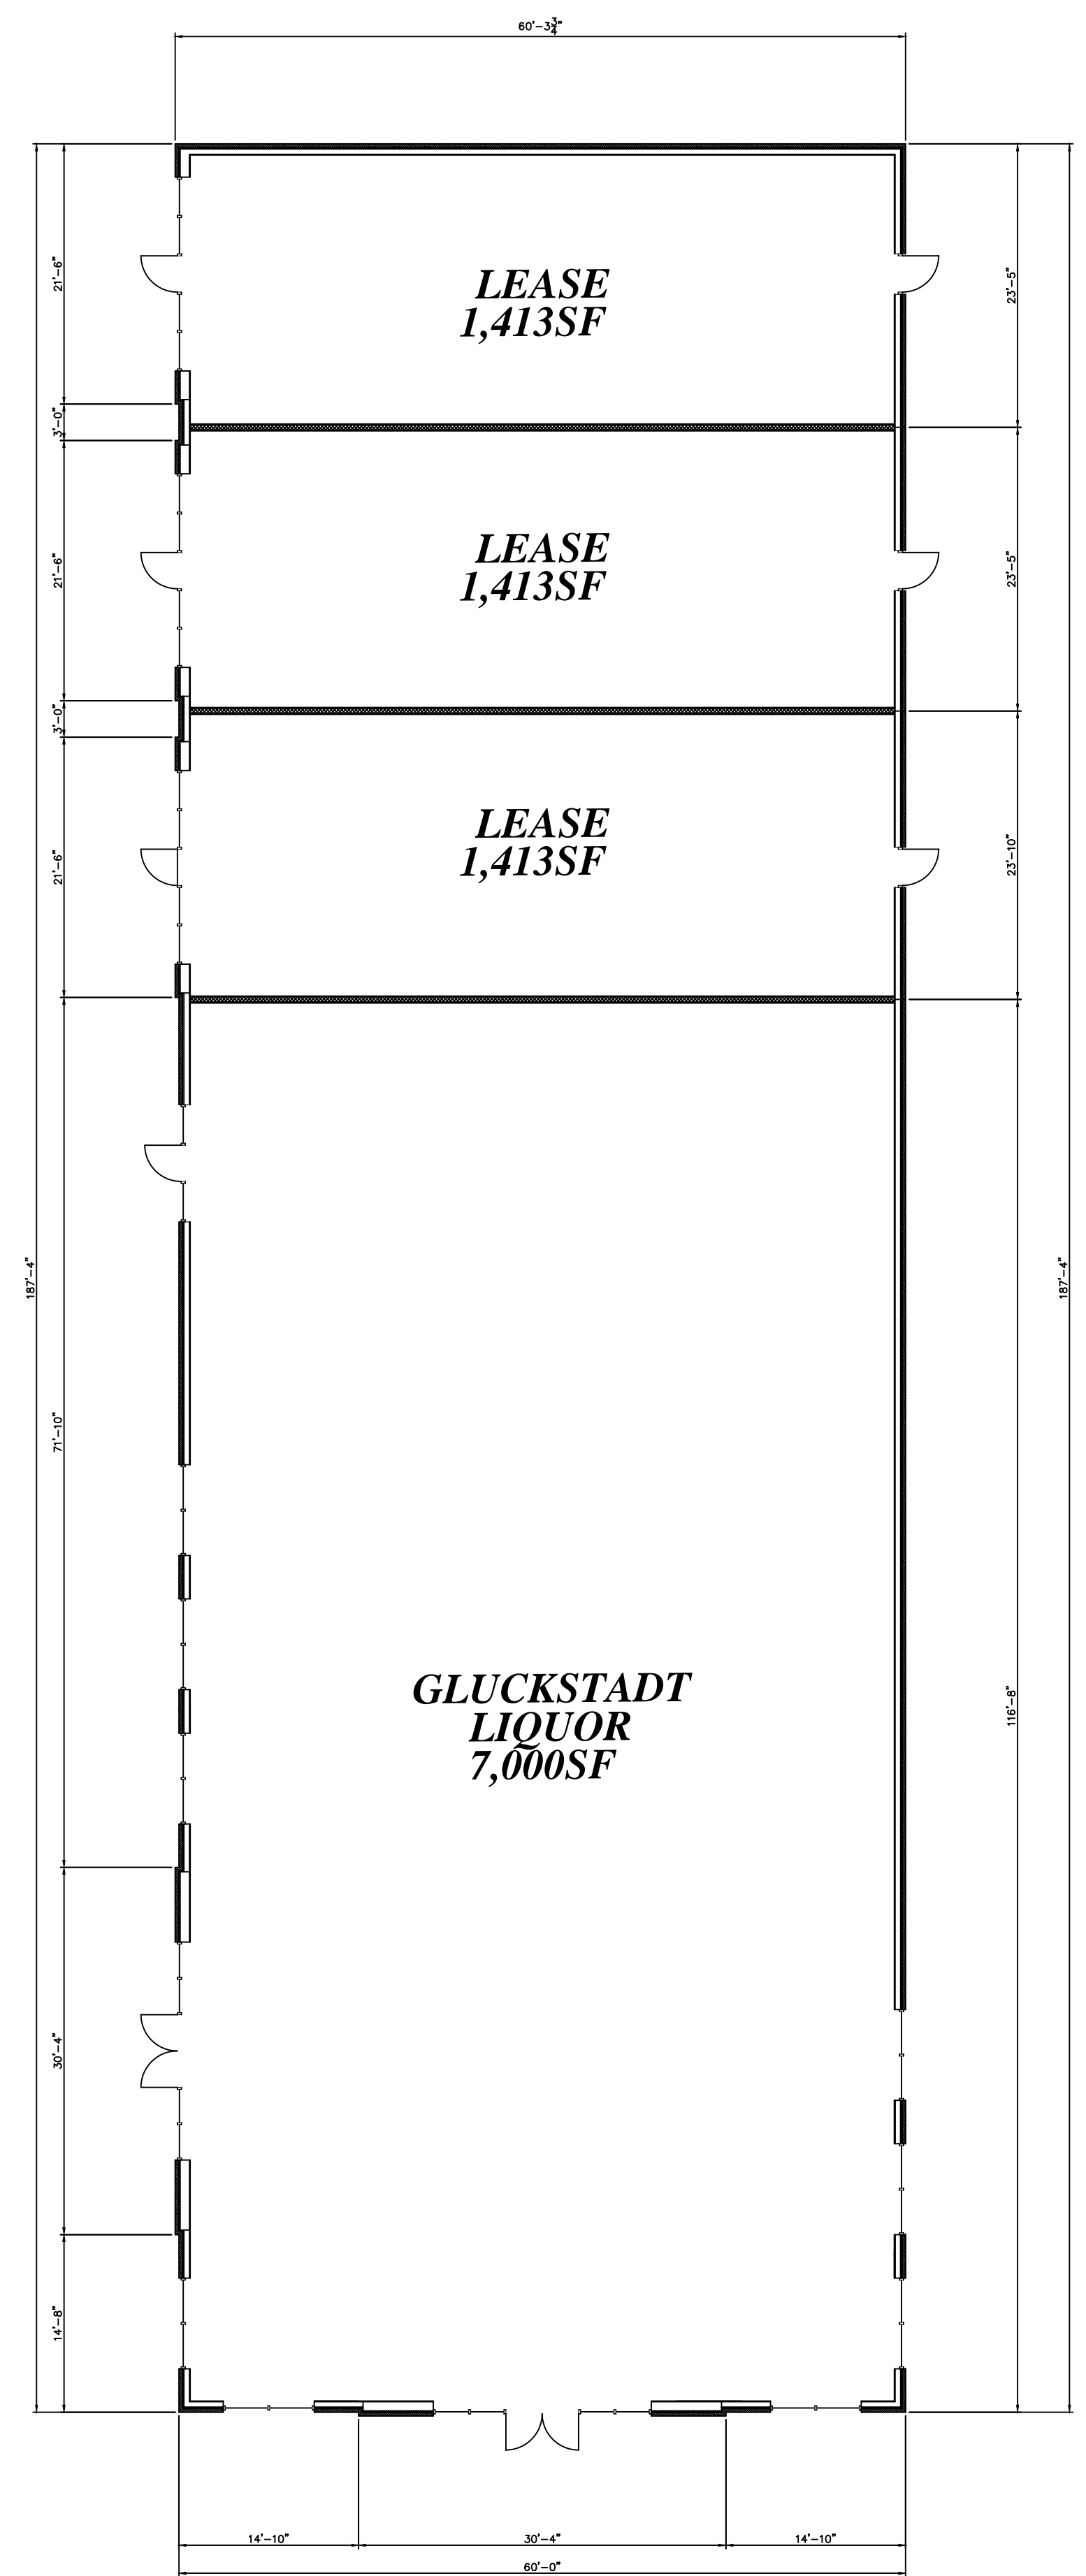 60'-3 3/4"
21'-6"
23'-5"
LEASE
1,413SF
3'-0"
21'-6"
23'-5"
LEASE
1,413SF
3'-0"
21'-6"
23'-10"
LEASE
1,413SF
187'-4"
187'-4"
71'-10"
116'-8"
GLUCKSTADT
LIQUOR
7,000SF
30'-4"
14'-8"
14'-10"
30'-4"
14'-10"
60'-0"